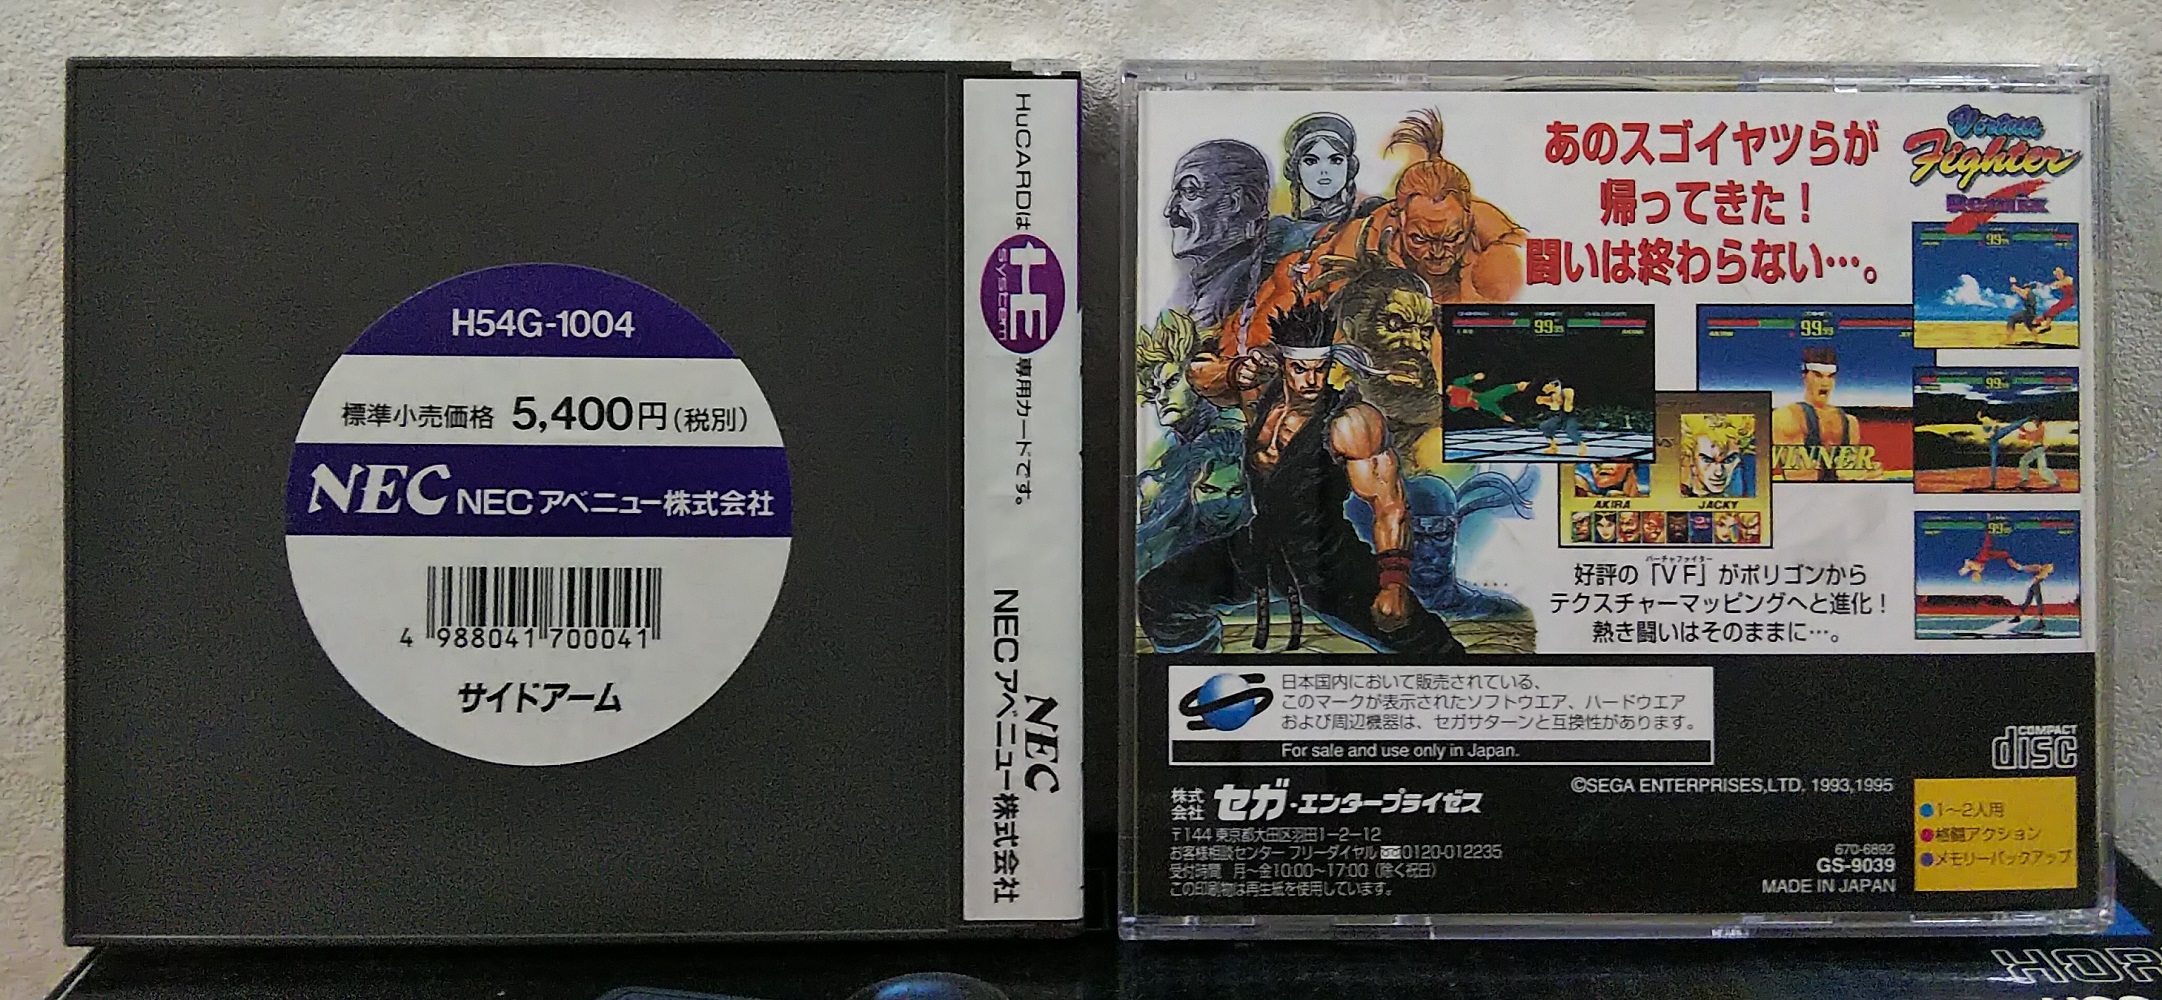 H54G-1004
標準小売価格 5,400円(税別)
NEC NECアベニュー株式会社
4 988041 700041
サイドアーム
HuCARDは HE system 専用カードです。
NEC NECアベニュー株式会社
あのスゴイヤツらが
帰ってきた！
闘いは終わらない…。
Virtua
Fighter
Remix
WINNER
AKIRA VS JACKY
バーチャファイター
好評の「VF」がポリゴンから
テクスチャーマッピングへと進化！
熱き闘いはそのままに…。
日本国内において販売されている、
このマークが表示されたソフトウエア、ハードウエア
および周辺機器は、セガサターンと互換性があります。
For sale and use only in Japan.
COMPACT
disc
©SEGA ENTERPRISES,LTD. 1993,1995
株式会社 セガ・エンタープライゼス
〒144 東京都大田区羽田1−2−12
お客様相談センター フリーダイヤル 0120-012235
受付時間 月〜金10:00〜17:00 (除く祝日)
この印刷物は再生紙を使用しています。
670-6892
GS-9039
MADE IN JAPAN
●1〜2人用
●格闘アクション
●メモリーバックアップ
HOR